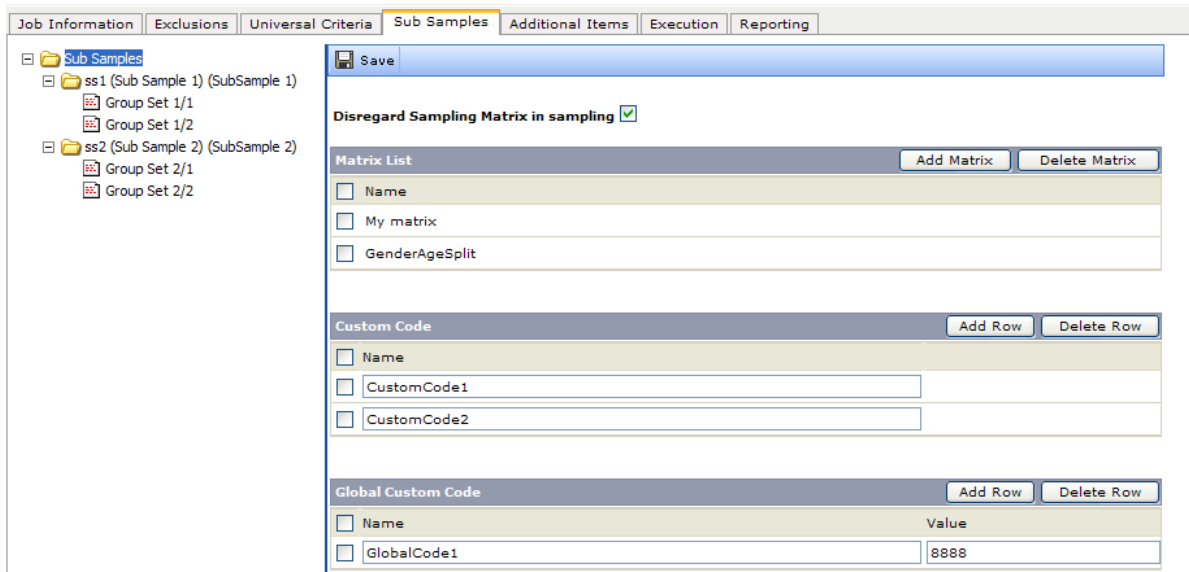 Job Information Exclusions Universal Criteria Sub Samples Additional Items Execution Reporting
Sub Samples
ss1 (Sub Sample 1) (SubSample 1)
Group Set 1/1
Group Set 1/2
ss2 (Sub Sample 2) (SubSample 2)
Group Set 2/1
Group Set 2/2
Save
Disregard Sampling Matrix in sampling
Matrix List Add Matrix Delete Matrix
Name
My matrix
GenderAgeSplit
Custom Code Add Row Delete Row
Name
CustomCode1
CustomCode2
Global Custom Code Add Row Delete Row
Name Value
GlobalCode1 8888